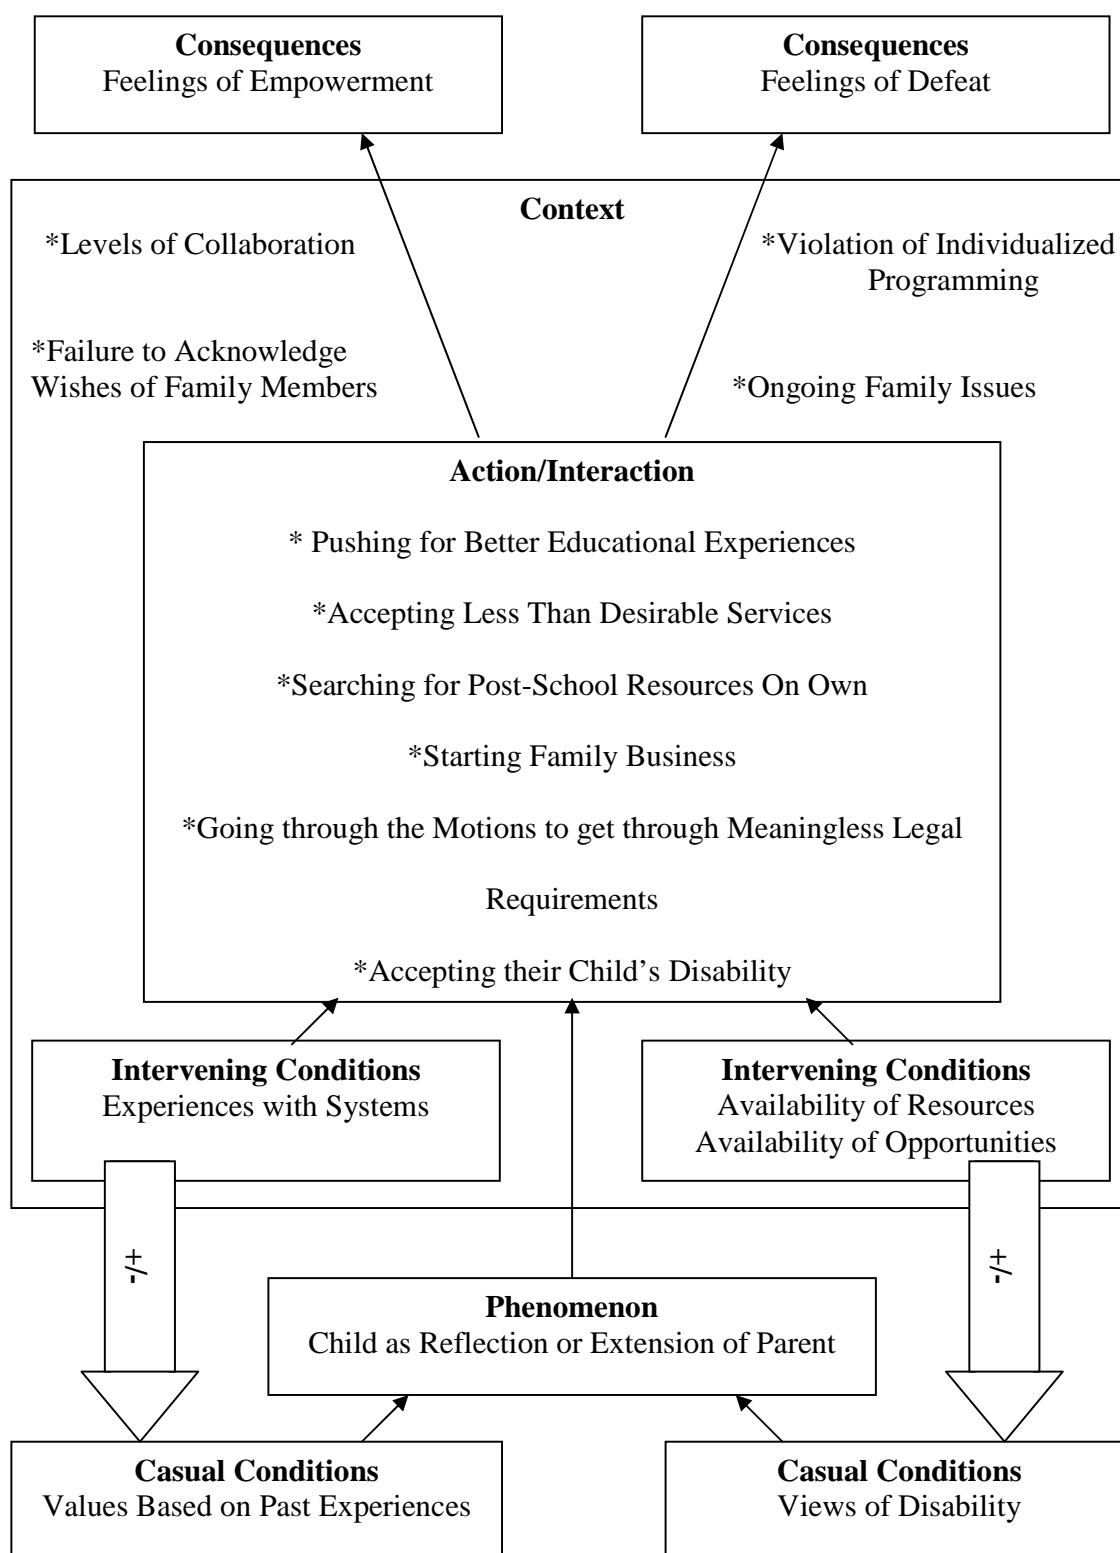 Consequences
Feelings of Empowerment
Consequences
Feelings of Defeat
Context
*Levels of Collaboration
*Violation of Individualized
Programming
*Failure to Acknowledge
Wishes of Family Members
*Ongoing Family Issues
Action/Interaction
* Pushing for Better Educational Experiences
*Accepting Less Than Desirable Services
*Searching for Post-School Resources On Own
*Starting Family Business
*Going through the Motions to get through Meaningless Legal
Requirements
*Accepting their Child’s Disability
Intervening Conditions
Experiences with Systems
Intervening Conditions
Availability of Resources
Availability of Opportunities
-/+
-/+
Phenomenon
Child as Reflection or Extension of Parent
Casual Conditions
Values Based on Past Experiences
Casual Conditions
Views of Disability